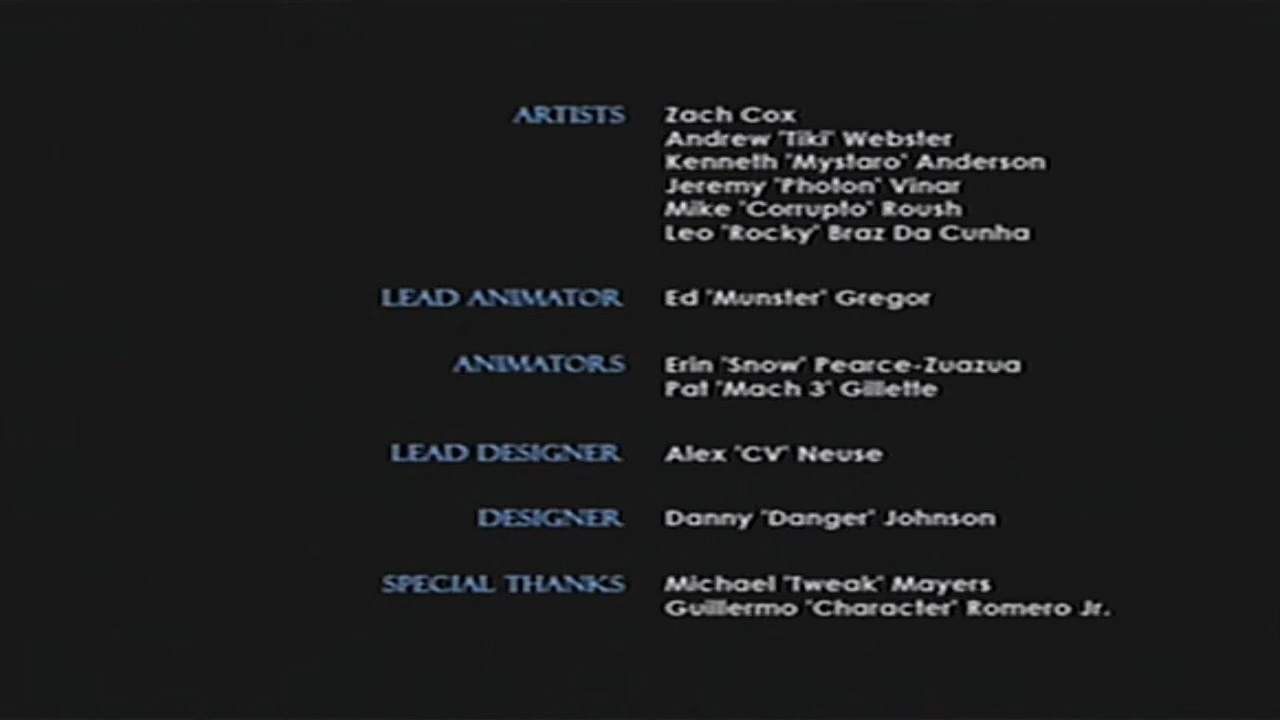 ARTISTS Zach Cox
Andrew 'Tiki' Webster
Kenneth 'Mystaro' Anderson
Jeremy 'Photon' Vinar
Mike 'Corrupto' Roush
Leo 'Rocky' Braz Da Cunha
LEAD ANIMATOR Ed 'Munster' Gregor
ANIMATORS Erin 'Snow' Pearce-Zuazua
Pat 'Mach 3' Gillette
LEAD DESIGNER Alex 'CV' Neuse
DESIGNER Danny 'Danger' Johnson
SPECIAL THANKS Michael 'Tweak' Mayers
Guillermo 'Character' Romero Jr.